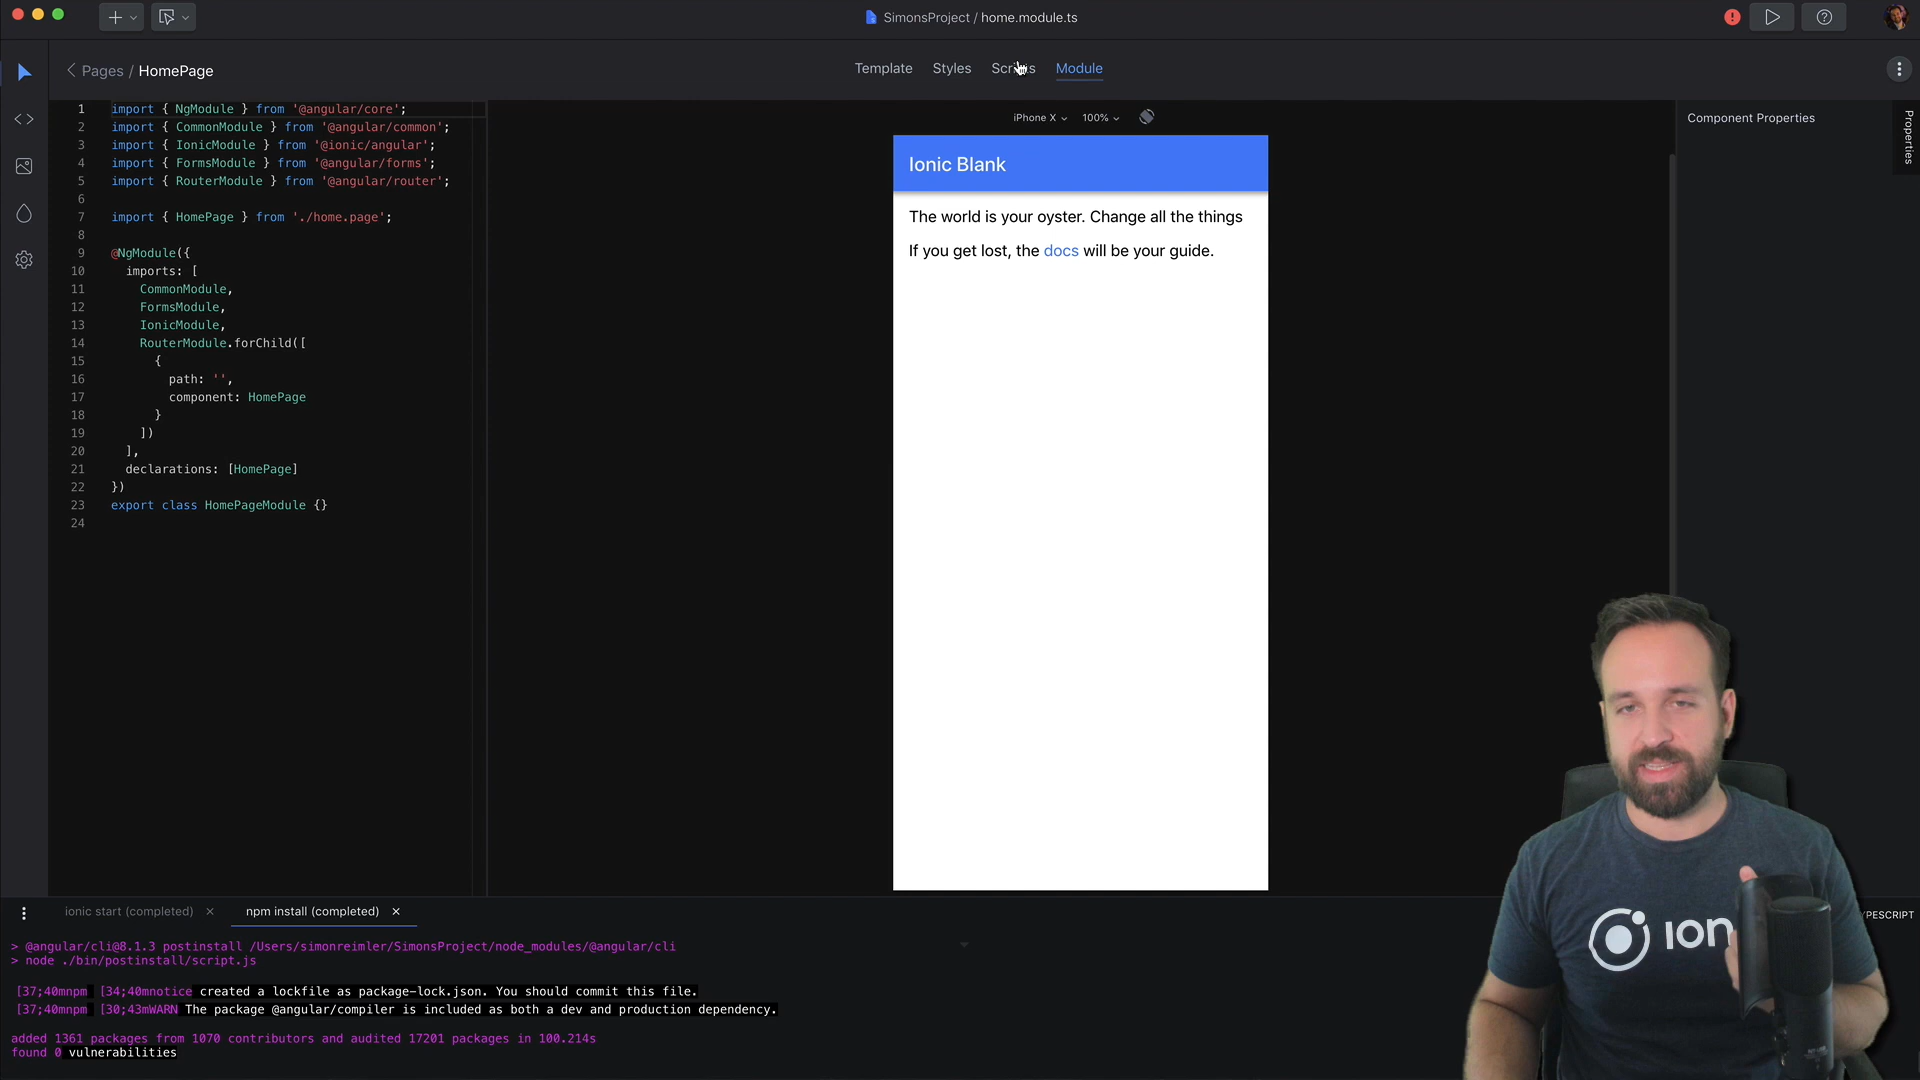 SimonsProject / home.module.ts
Pages / HomePage
Template
Styles
Scripts
Module
1 import { NgModule } from '@angular/core';
2 import { CommonModule } from '@angular/common';
3 import { IonicModule } from '@ionic/angular';
4 import { FormsModule } from '@angular/forms';
5 import { RouterModule } from '@angular/router';
6
7 import { HomePage } from './home.page';
8
9 @NgModule({
10 imports: [
11 CommonModule,
12 FormsModule,
13 IonicModule,
14 RouterModule.forChild([
15 {
16 path: '',
17 component: HomePage
18 }
19 ])
20 ],
21 declarations: [HomePage]
22 })
23 export class HomePageModule {}
24
iPhone X
100%
Ionic Blank
The world is your oyster. Change all the things
If you get lost, the docs will be your guide.
Component Properties
Properties
ionic start (completed)
npm install (completed)
> @angular/cli@8.1.3 postinstall /Users/simonreimler/SimonsProject/node_modules/@angular/cli
> node ./bin/postinstall/script.js
[37;40mnpm [34;40mnotice created a lockfile as package-lock.json. You should commit this file.
[37;40mnpm [30;43mWARN The package @angular/compiler is included as both a dev and production dependency.
added 1361 packages from 1070 contributors and audited 17201 packages in 100.214s
found 0 vulnerabilities
YPESCRIPT
ion